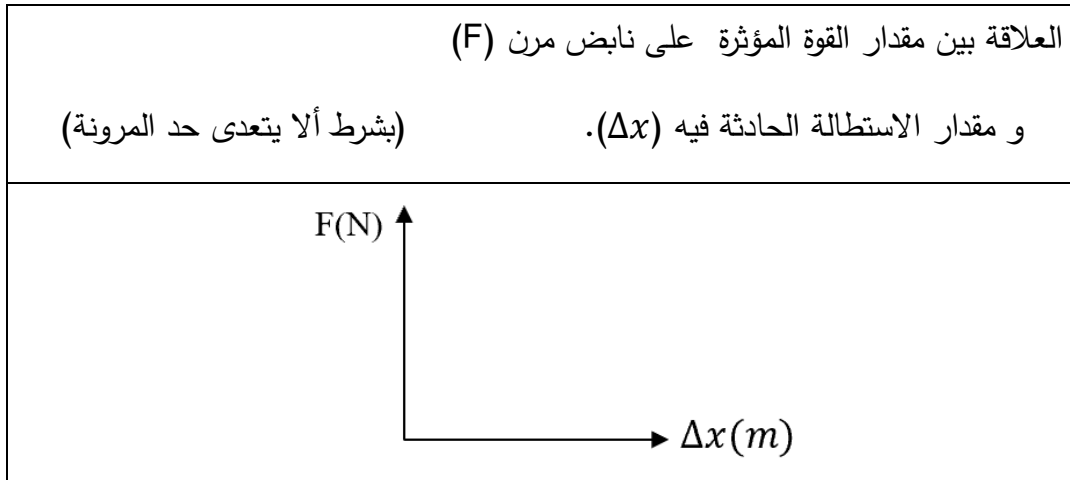 العلاقة بين مقدار القوة المؤثرة على نابض مرن (F)
و مقدار الاستطالة الحادثة فيه (Δx). (بشرط ألا يتعدى حد المرونة)
F(N)
Δx(m)